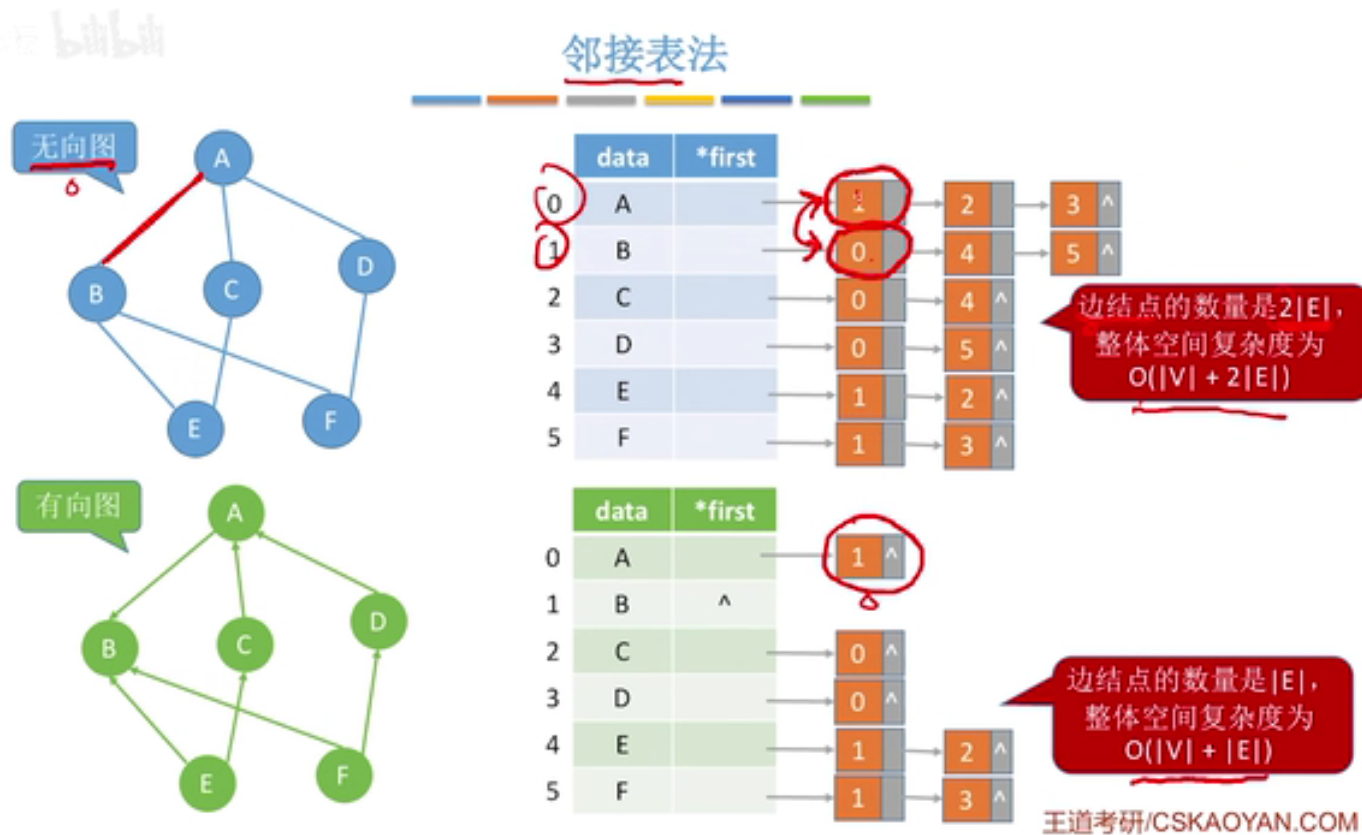 bilibili
邻接表法
无向图
A
B
C
D
E
F
data *first
0 A 1 2 3 ^
1 B 0 4 5 ^
2 C 0 4 ^
3 D 0 5 ^
4 E 1 2 ^
5 F 1 3 ^
边结点的数量是2|E|，
整体空间复杂度为
O(|V| + 2|E|)
有向图
A
B
C
D
E
F
data *first
0 A 1 ^
1 B ^
2 C 0 ^
3 D 0 ^
4 E 1 2 ^
5 F 1 3 ^
边结点的数量是|E|，
整体空间复杂度为
O(|V| + |E|)
王道考研/CSKAOYAN.COM